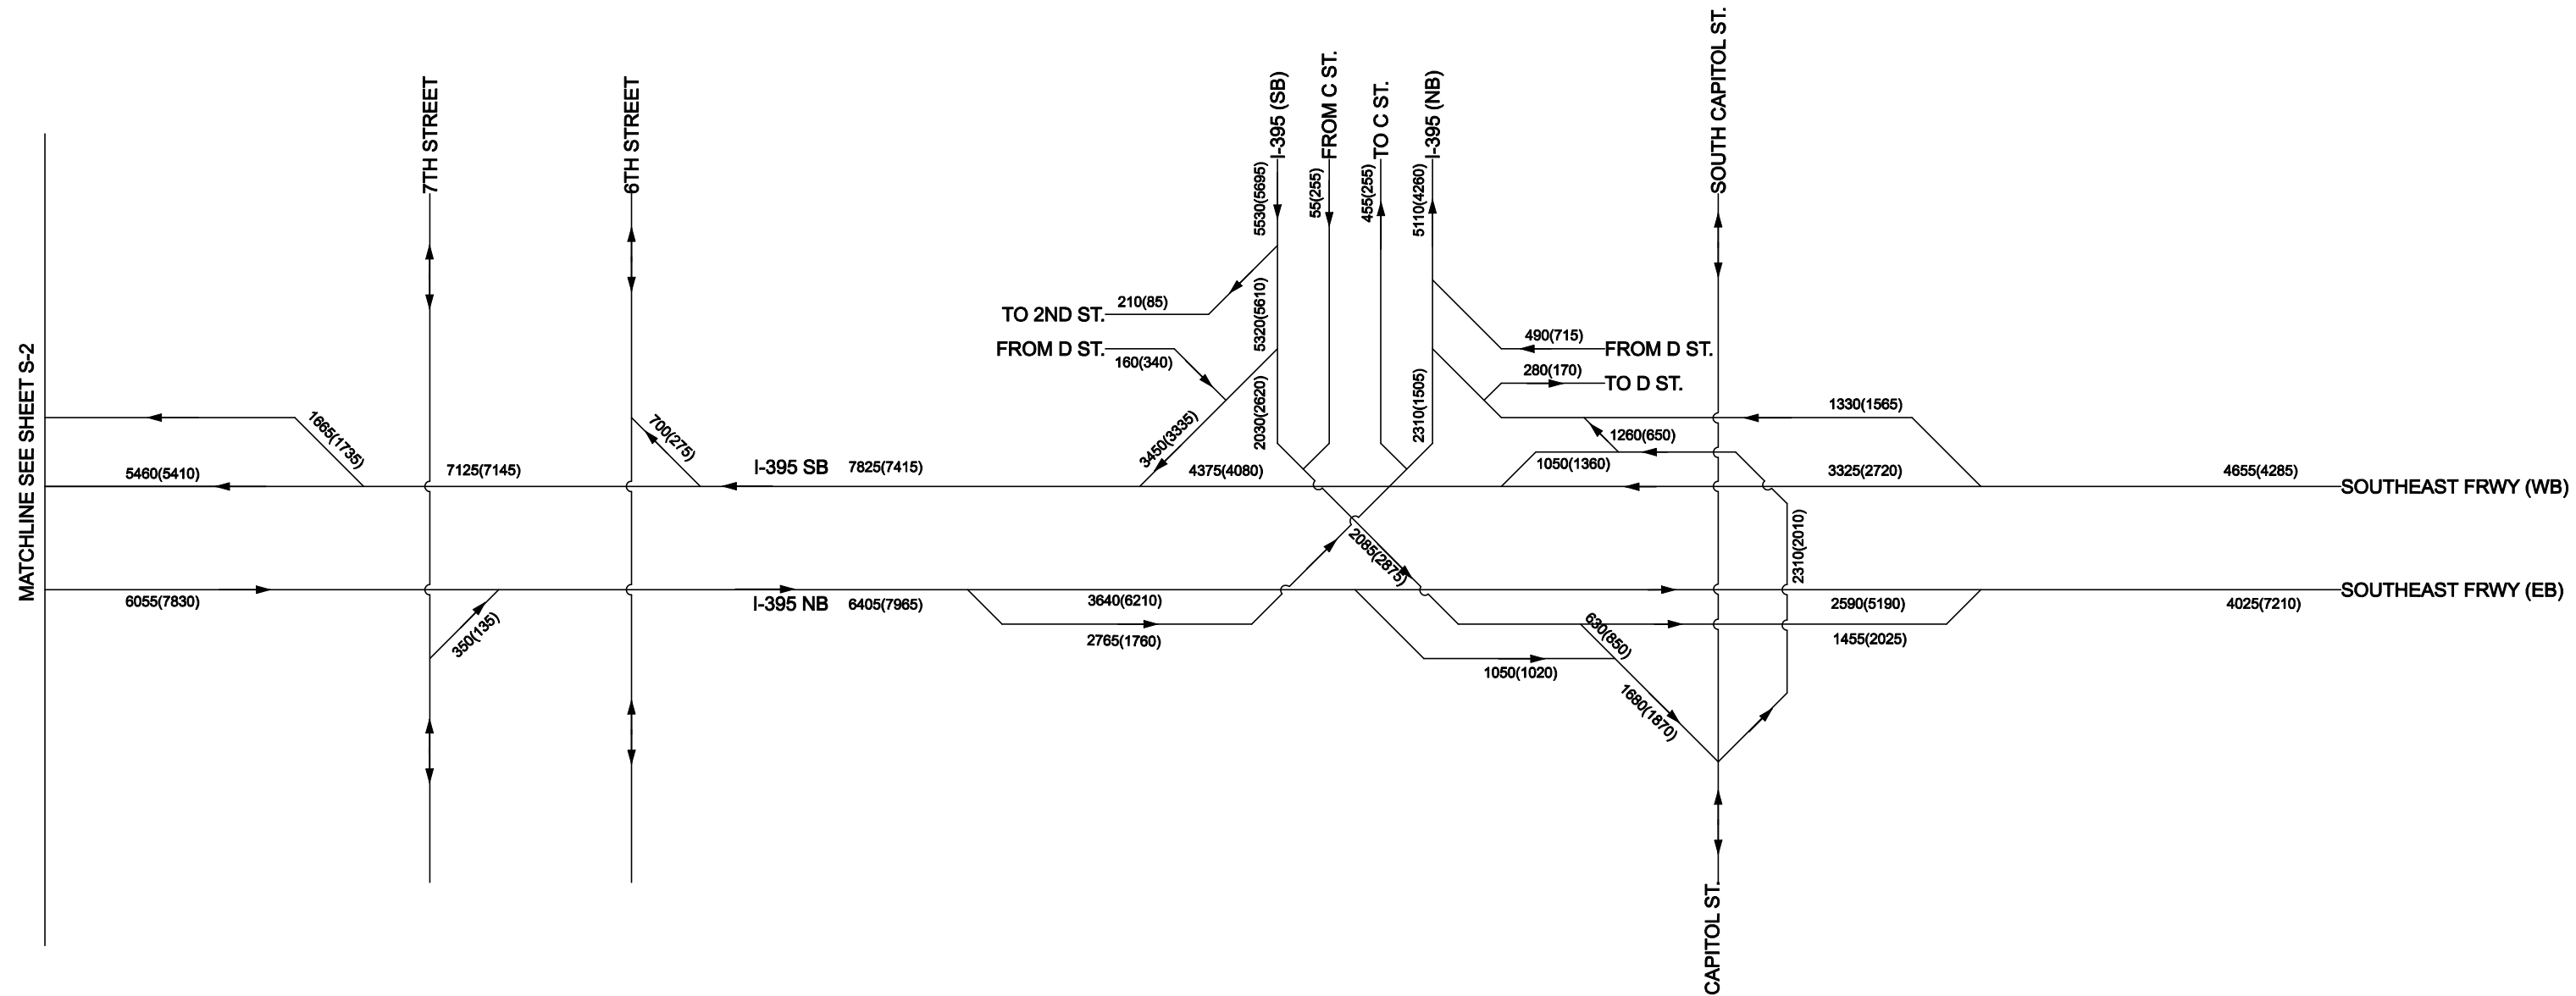 SOUTH CAPITOL ST.
7TH STREET
6TH STREET
I-395 (SB)
FROM C ST.
TO C ST.
I-395 (NB)
5530(5695)
55(255)
455(255)
5110(4260)
TO 2ND ST.
210(85)
5320(5610)
FROM D ST.
160(340)
490(715)
FROM D ST.
280(170)
TO D ST.
MATCHLINE SEE SHEET S-2
1665(1735)
700(275)
3450(3335)
2030(2620)
2310(1505)
1330(1565)
1260(650)
5460(5410)
7125(7145)
I-395 SB
7825(7415)
4375(4080)
1050(1360)
3325(2720)
4655(4285)
SOUTHEAST FRWY (WB)
2085(2875)
2310(2010)
6055(7830)
350(135)
I-395 NB
6405(7965)
3640(6210)
2590(5190)
4025(7210)
SOUTHEAST FRWY (EB)
2765(1760)
630(850)
1455(2025)
1050(1020)
1680(1870)
CAPITOL ST.